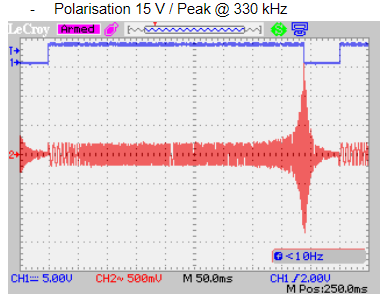 - Polarisation 15 V / Peak @ 330 kHz
LeCroy Armed S
T
1
2
<10Hz
CH1 5.00V CH2~ 500mV M 50.0ms CH1 / 2.00V
M Pos:250.0ms